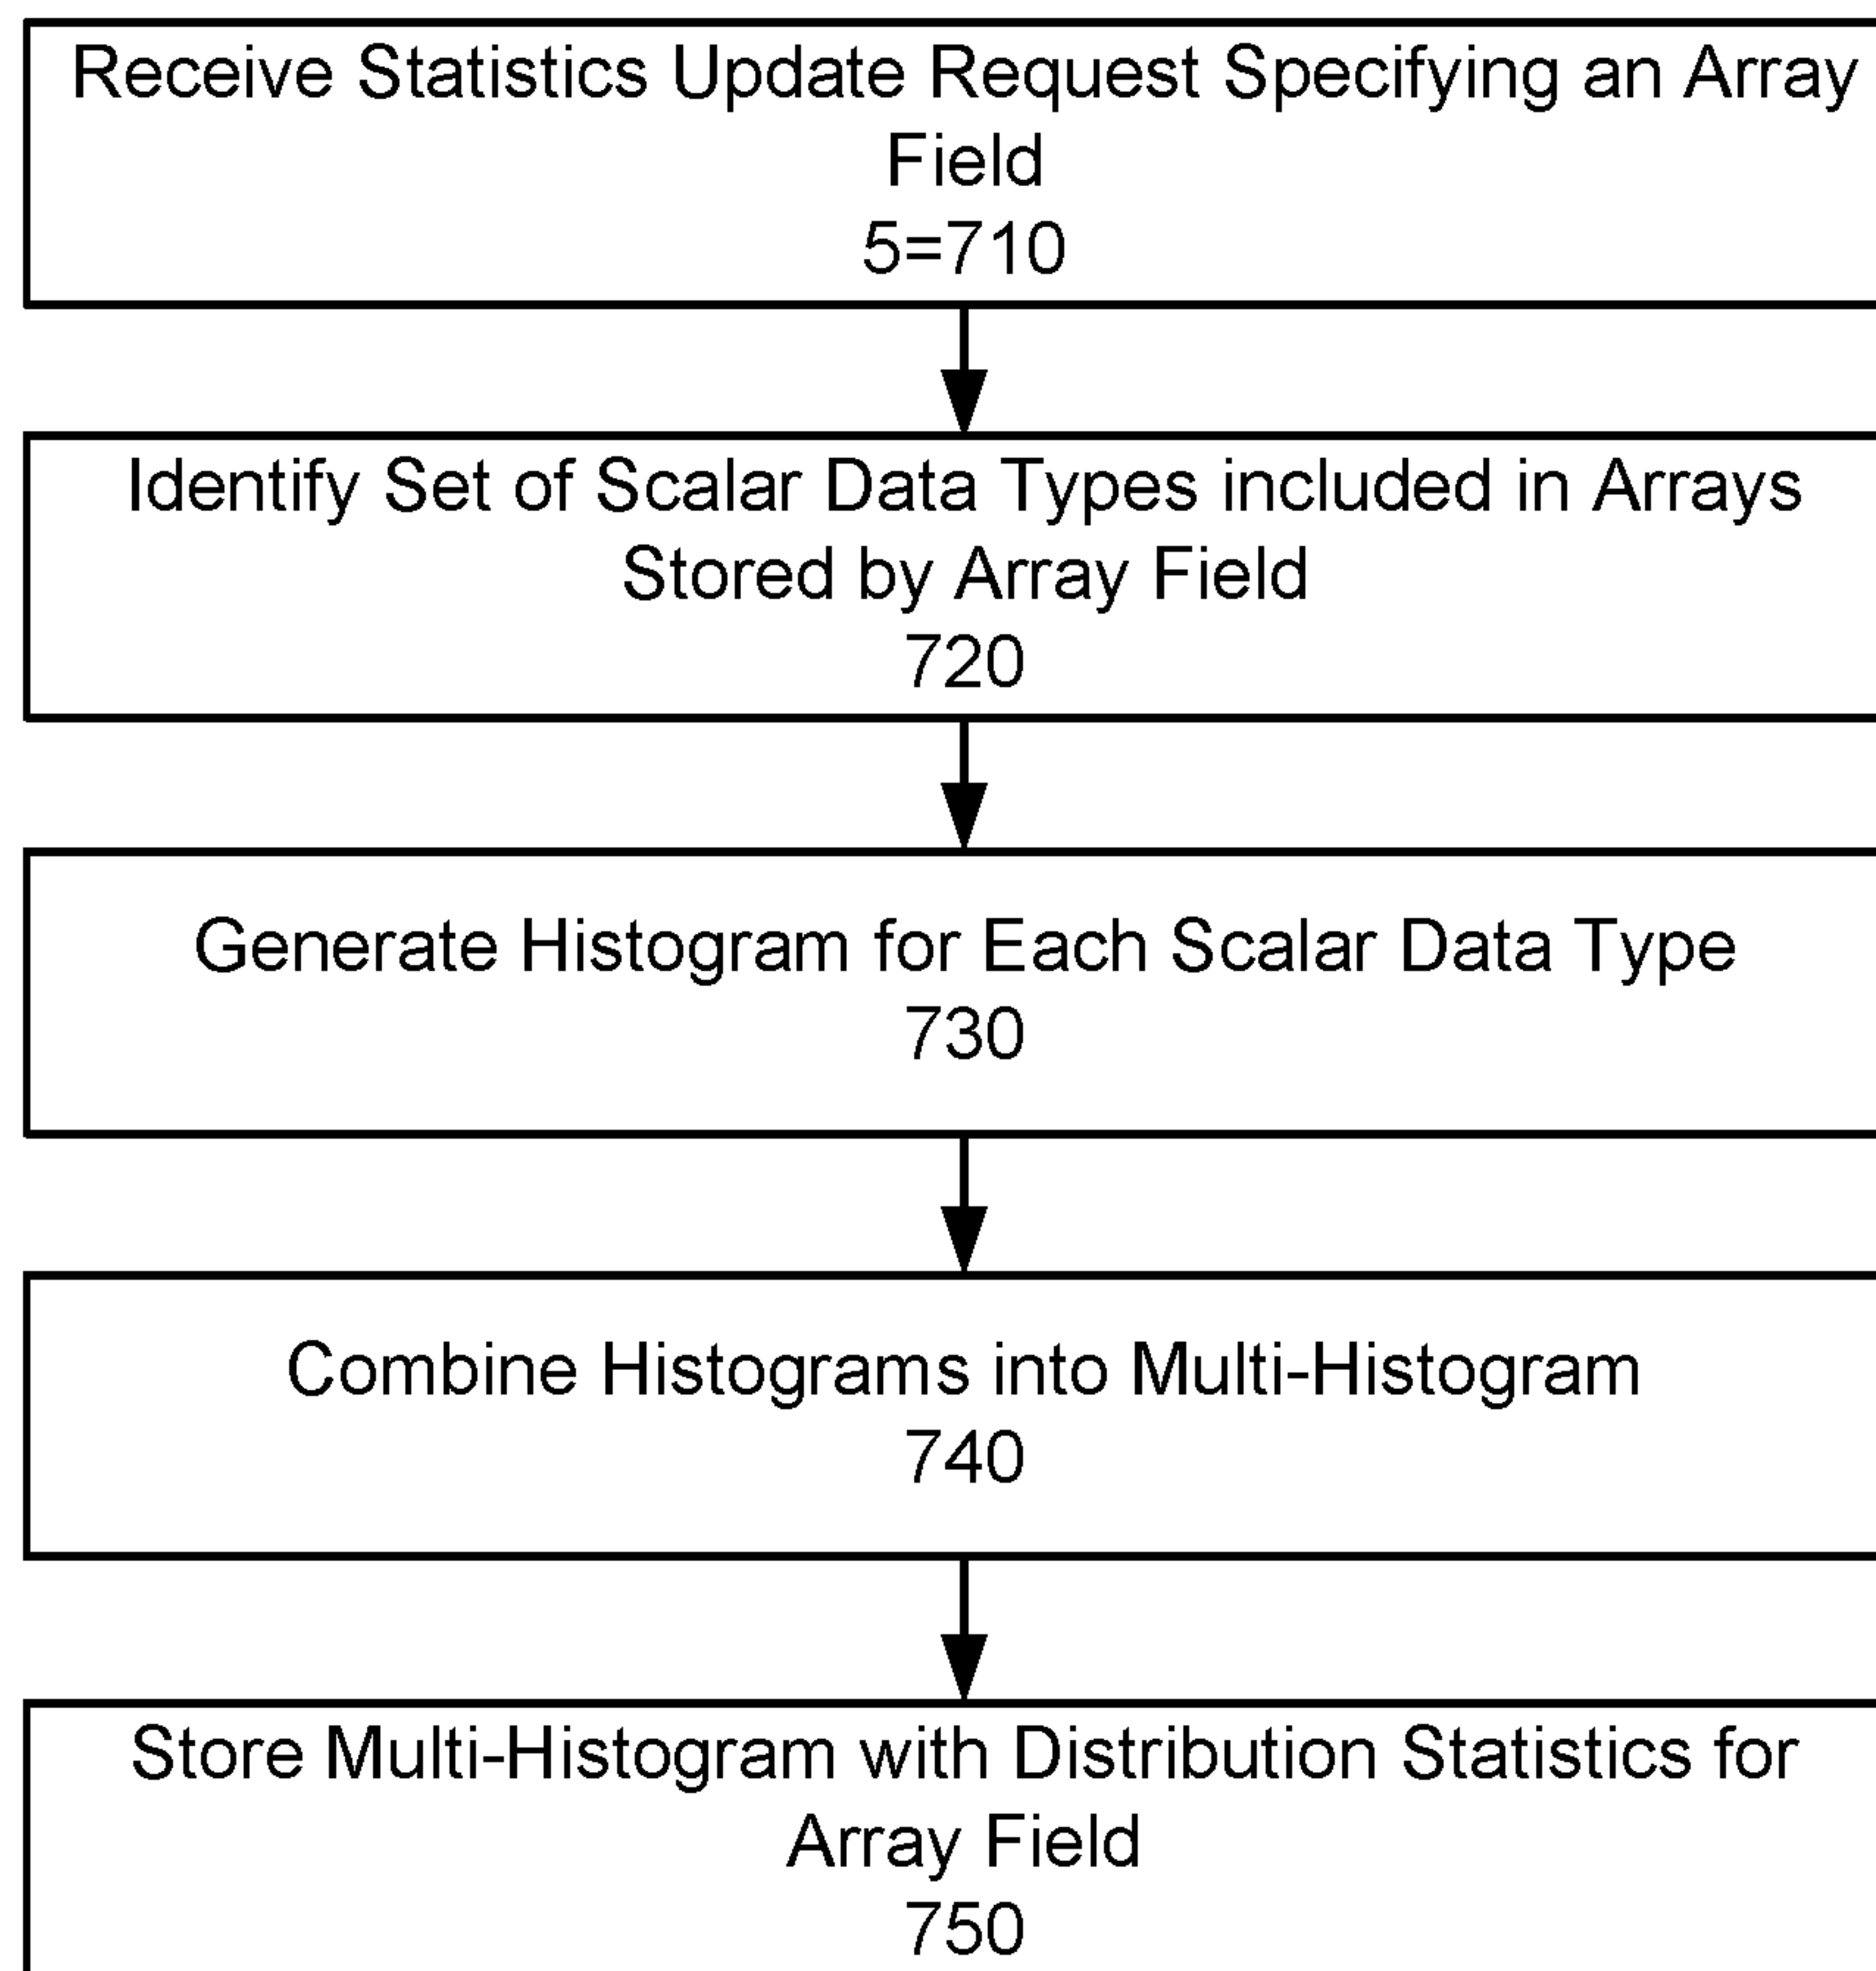 Receive Statistics Update Request Specifying an Array
Field
5=710
Identify Set of Scalar Data Types included in Arrays
Stored by Array Field
720
Generate Histogram for Each Scalar Data Type
730
Combine Histograms into Multi-Histogram
740
Store Multi-Histogram with Distribution Statistics for
Array Field
750